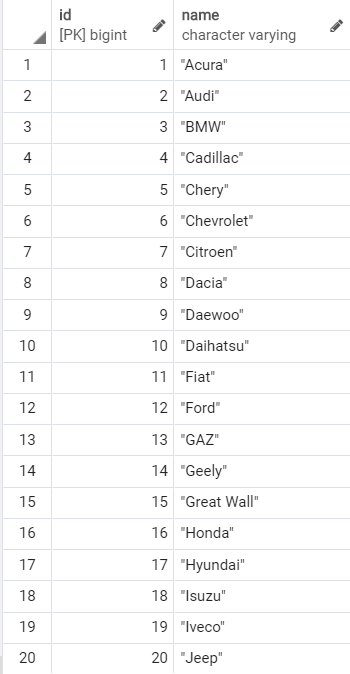 id name
[PK] bigint character varying
1 1 "Acura"
2 2 "Audi"
3 3 "BMW"
4 4 "Cadillac"
5 5 "Chery"
6 6 "Chevrolet"
7 7 "Citroen"
8 8 "Dacia"
9 9 "Daewoo"
10 10 "Daihatsu"
11 11 "Fiat"
12 12 "Ford"
13 13 "GAZ"
14 14 "Geely"
15 15 "Great Wall"
16 16 "Honda"
17 17 "Hyundai"
18 18 "Isuzu"
19 19 "Iveco"
20 20 "Jeep"